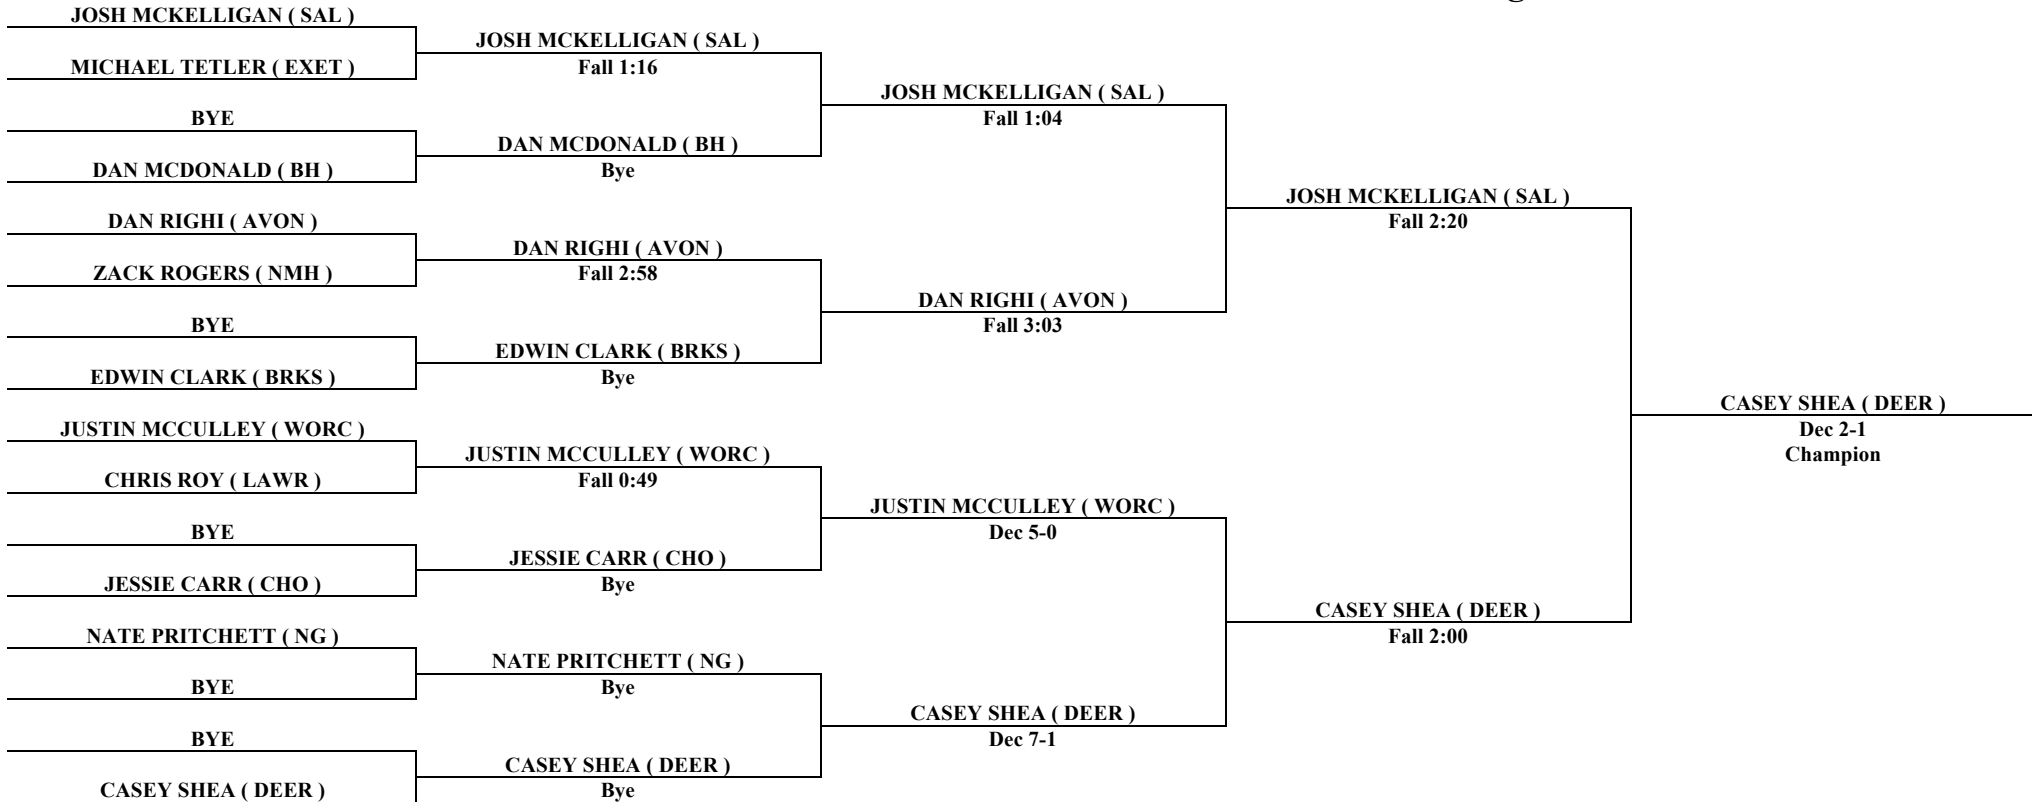 JOSH MCKELLIGAN ( SAL )
MICHAEL TETLER ( EXET )
BYE
DAN MCDONALD ( BH )
DAN RIGHI ( AVON )
ZACK ROGERS ( NMH )
BYE
EDWIN CLARK ( BRKS )
JUSTIN MCCULLEY ( WORC )
CHRIS ROY ( LAWR )
BYE
JESSIE CARR ( CHO )
NATE PRITCHETT ( NG )
BYE
BYE
CASEY SHEA ( DEER )
JOSH MCKELLIGAN ( SAL )
Fall 1:16
DAN MCDONALD ( BH )
Bye
DAN RIGHI ( AVON )
Fall 2:58
EDWIN CLARK ( BRKS )
Bye
JUSTIN MCCULLEY ( WORC )
Fall 0:49
JESSIE CARR ( CHO )
Bye
NATE PRITCHETT ( NG )
Bye
CASEY SHEA ( DEER )
Bye
JOSH MCKELLIGAN ( SAL )
Fall 1:04
DAN RIGHI ( AVON )
Fall 3:03
JUSTIN MCCULLEY ( WORC )
Dec 5-0
CASEY SHEA ( DEER )
Dec 7-1
JOSH MCKELLIGAN ( SAL )
Fall 2:20
CASEY SHEA ( DEER )
Fall 2:00
CASEY SHEA ( DEER )
Dec 2-1
Champion